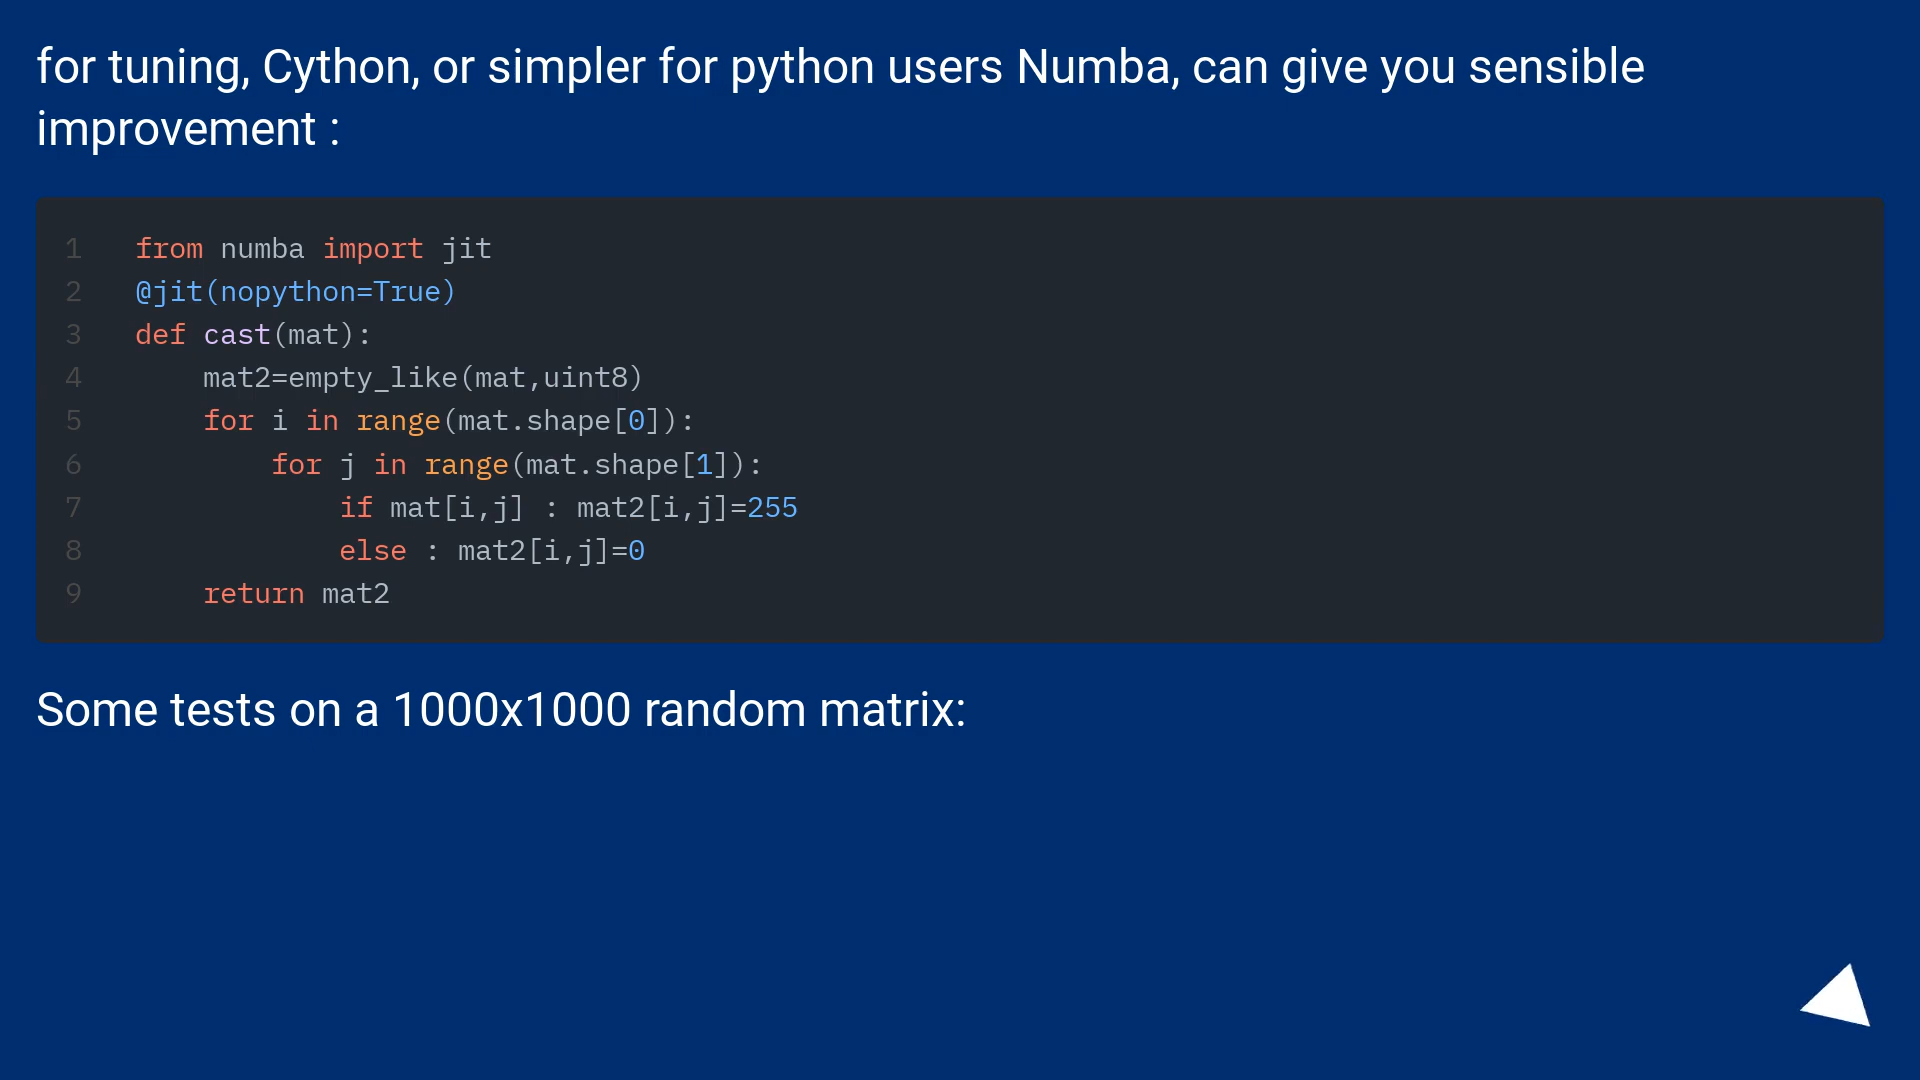 for tuning, Cython, or simpler for python users Numba, can give you sensible
improvement :
1 from numba import jit
2 @jit(nopython=True)
3 def cast(mat):
4     mat2=empty_like(mat,uint8)
5     for i in range(mat.shape[0]):
6         for j in range(mat.shape[1]):
7             if mat[i,j] : mat2[i,j]=255
8             else : mat2[i,j]=0
9     return mat2
Some tests on a 1000x1000 random matrix: